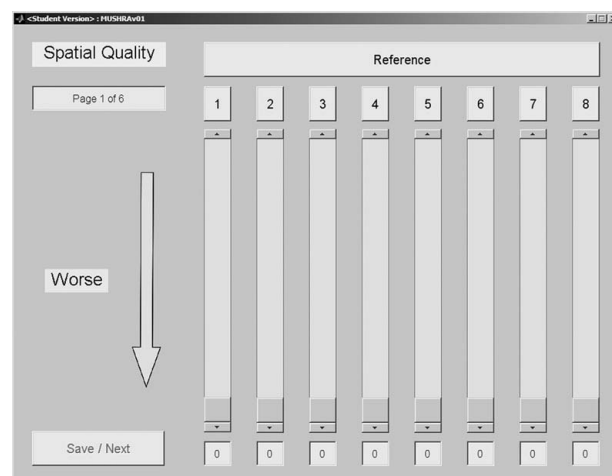 <Student Version> : MUSHRAv01
Spatial Quality
Reference
Page 1 of 6
1 2 3 4 5 6 7 8
Worse
Save / Next
0 0 0 0 0 0 0 0